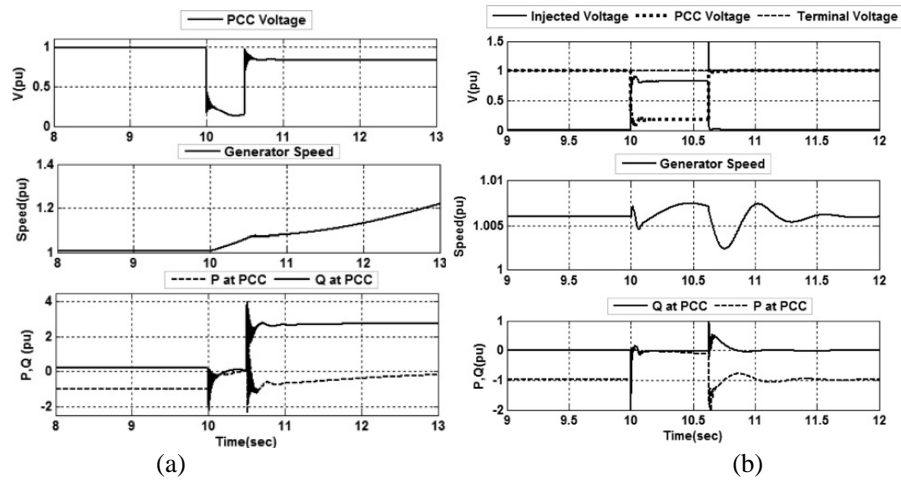 PCC Voltage
V(pu)
1
0.5
0
8 9 10 11 12 13
Generator Speed
Speed(pu)
1.4
1.2
1
8 9 10 11 12 13
P at PCC Q at PCC
P,Q (pu)
4
2
0
-2
8 9 10 11 12 13
Time(sec)
(a)
Injected Voltage PCC Voltage Terminal Voltage
V(pu)
1.5
1
0.5
0
9 9.5 10 10.5 11 11.5 12
Generator Speed
Speed(pu)
1.01
1.005
1
9 9.5 10 10.5 11 11.5 12
Q at PCC P at PCC
P,Q(pu)
1
0
-1
-2
9 9.5 10 10.5 11 11.5 12
Time(sec)
(b)